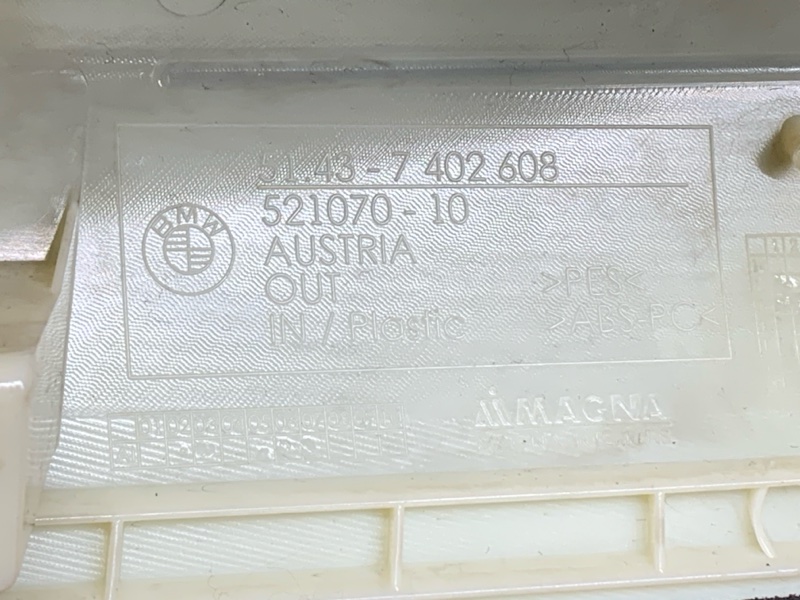 51.43 - 7 402 608
521070 - 10
BMW
AUSTRIA
OUT >PES<
IN / Plastic >ABS-PC<
MAGNA